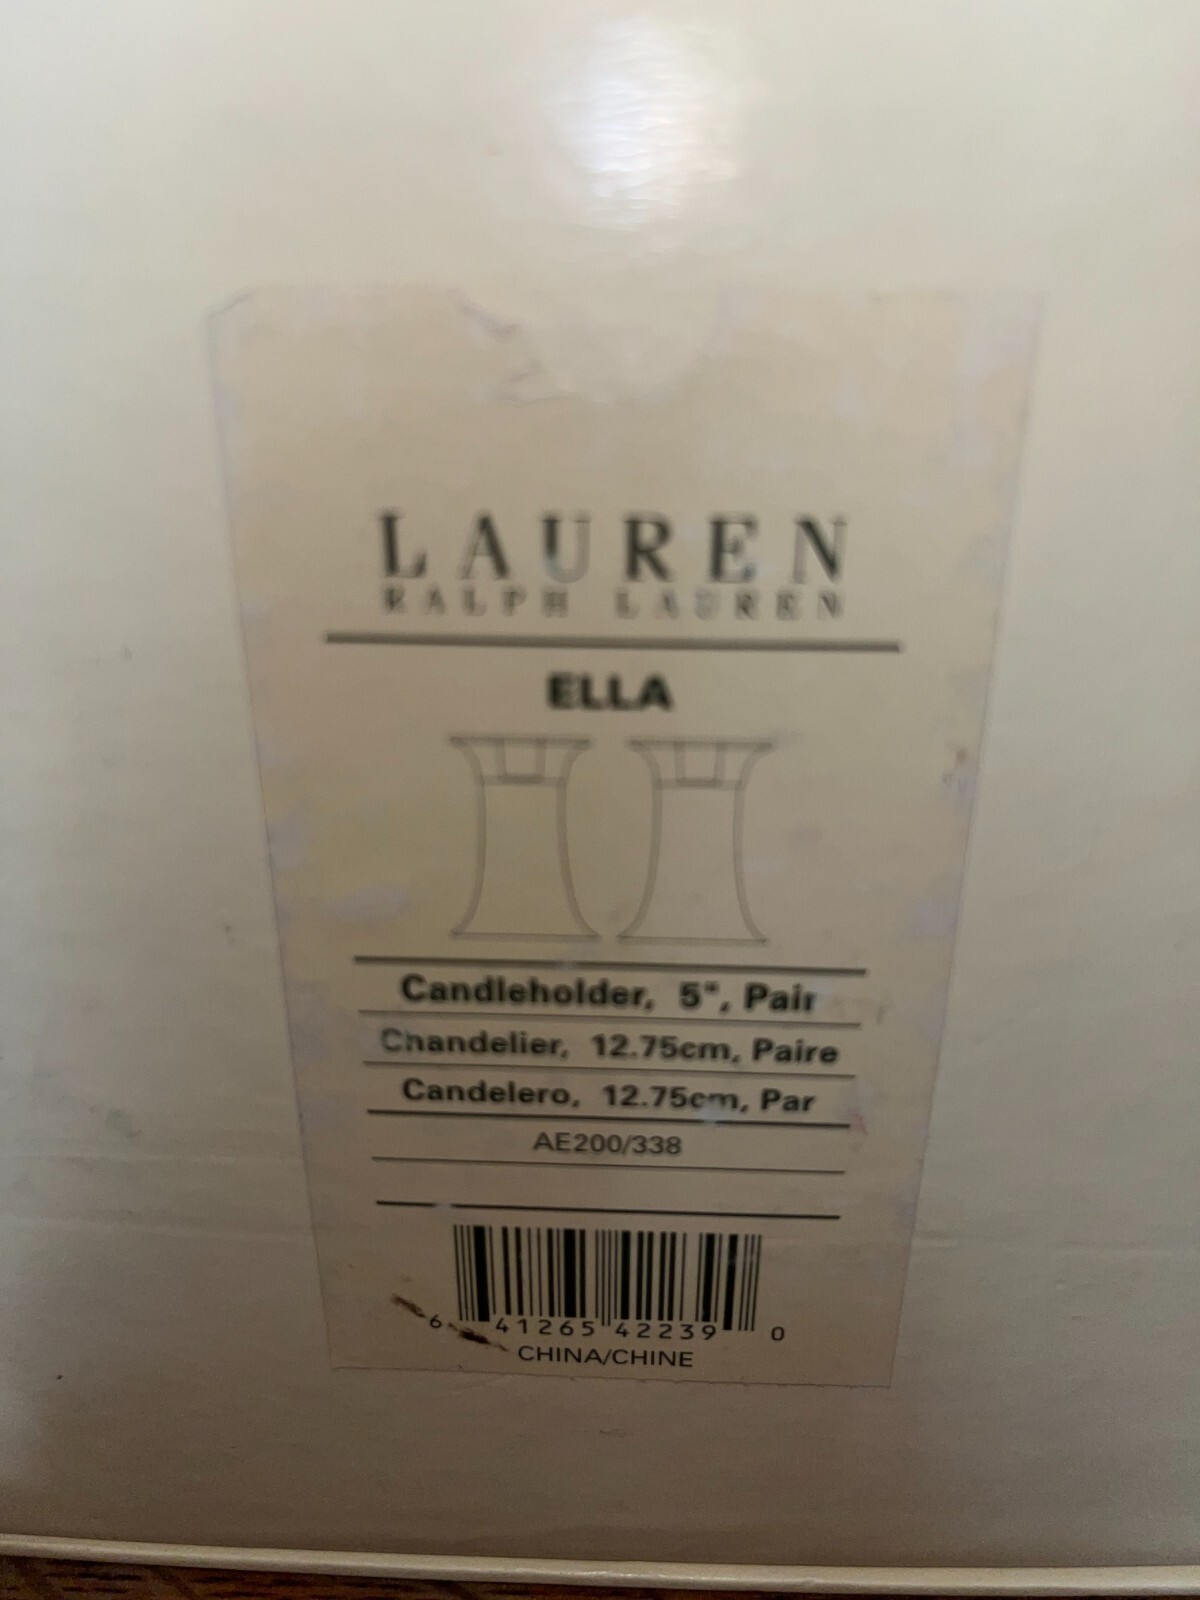 LAUREN
RALPH LAUREN
ELLA
Candleholder, 5", Pair
Chandelier, 12.75cm, Paire
Candelero, 12.75cm, Par
AE200/338
6 41265 42239 0
CHINA/CHINE